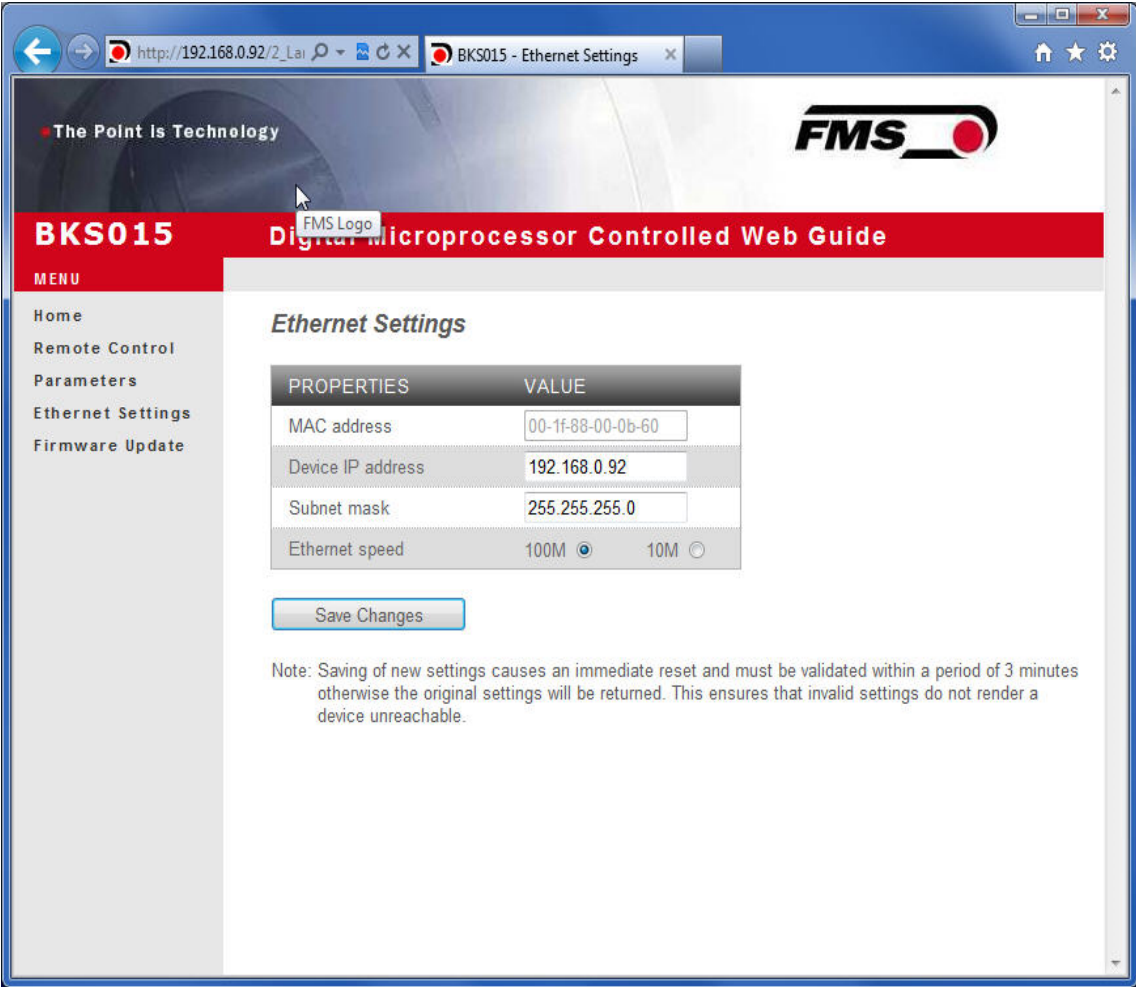 http://192.168.0.92/2_La
BKS015 - Ethernet Settings
The Point is Technology
FMS
FMS Logo
BKS015
Digital Microprocessor Controlled Web Guide
MENU
Home
Remote Control
Parameters
Ethernet Settings
Firmware Update
Ethernet Settings
PROPERTIES VALUE
MAC address 00-1f-88-00-0b-60
Device IP address 192.168.0.92
Subnet mask 255.255.255.0
Ethernet speed 100M 10M
Save Changes
Note: Saving of new settings causes an immediate reset and must be validated within a period of 3 minutes
otherwise the original settings will be returned. This ensures that invalid settings do not render a
device unreachable.